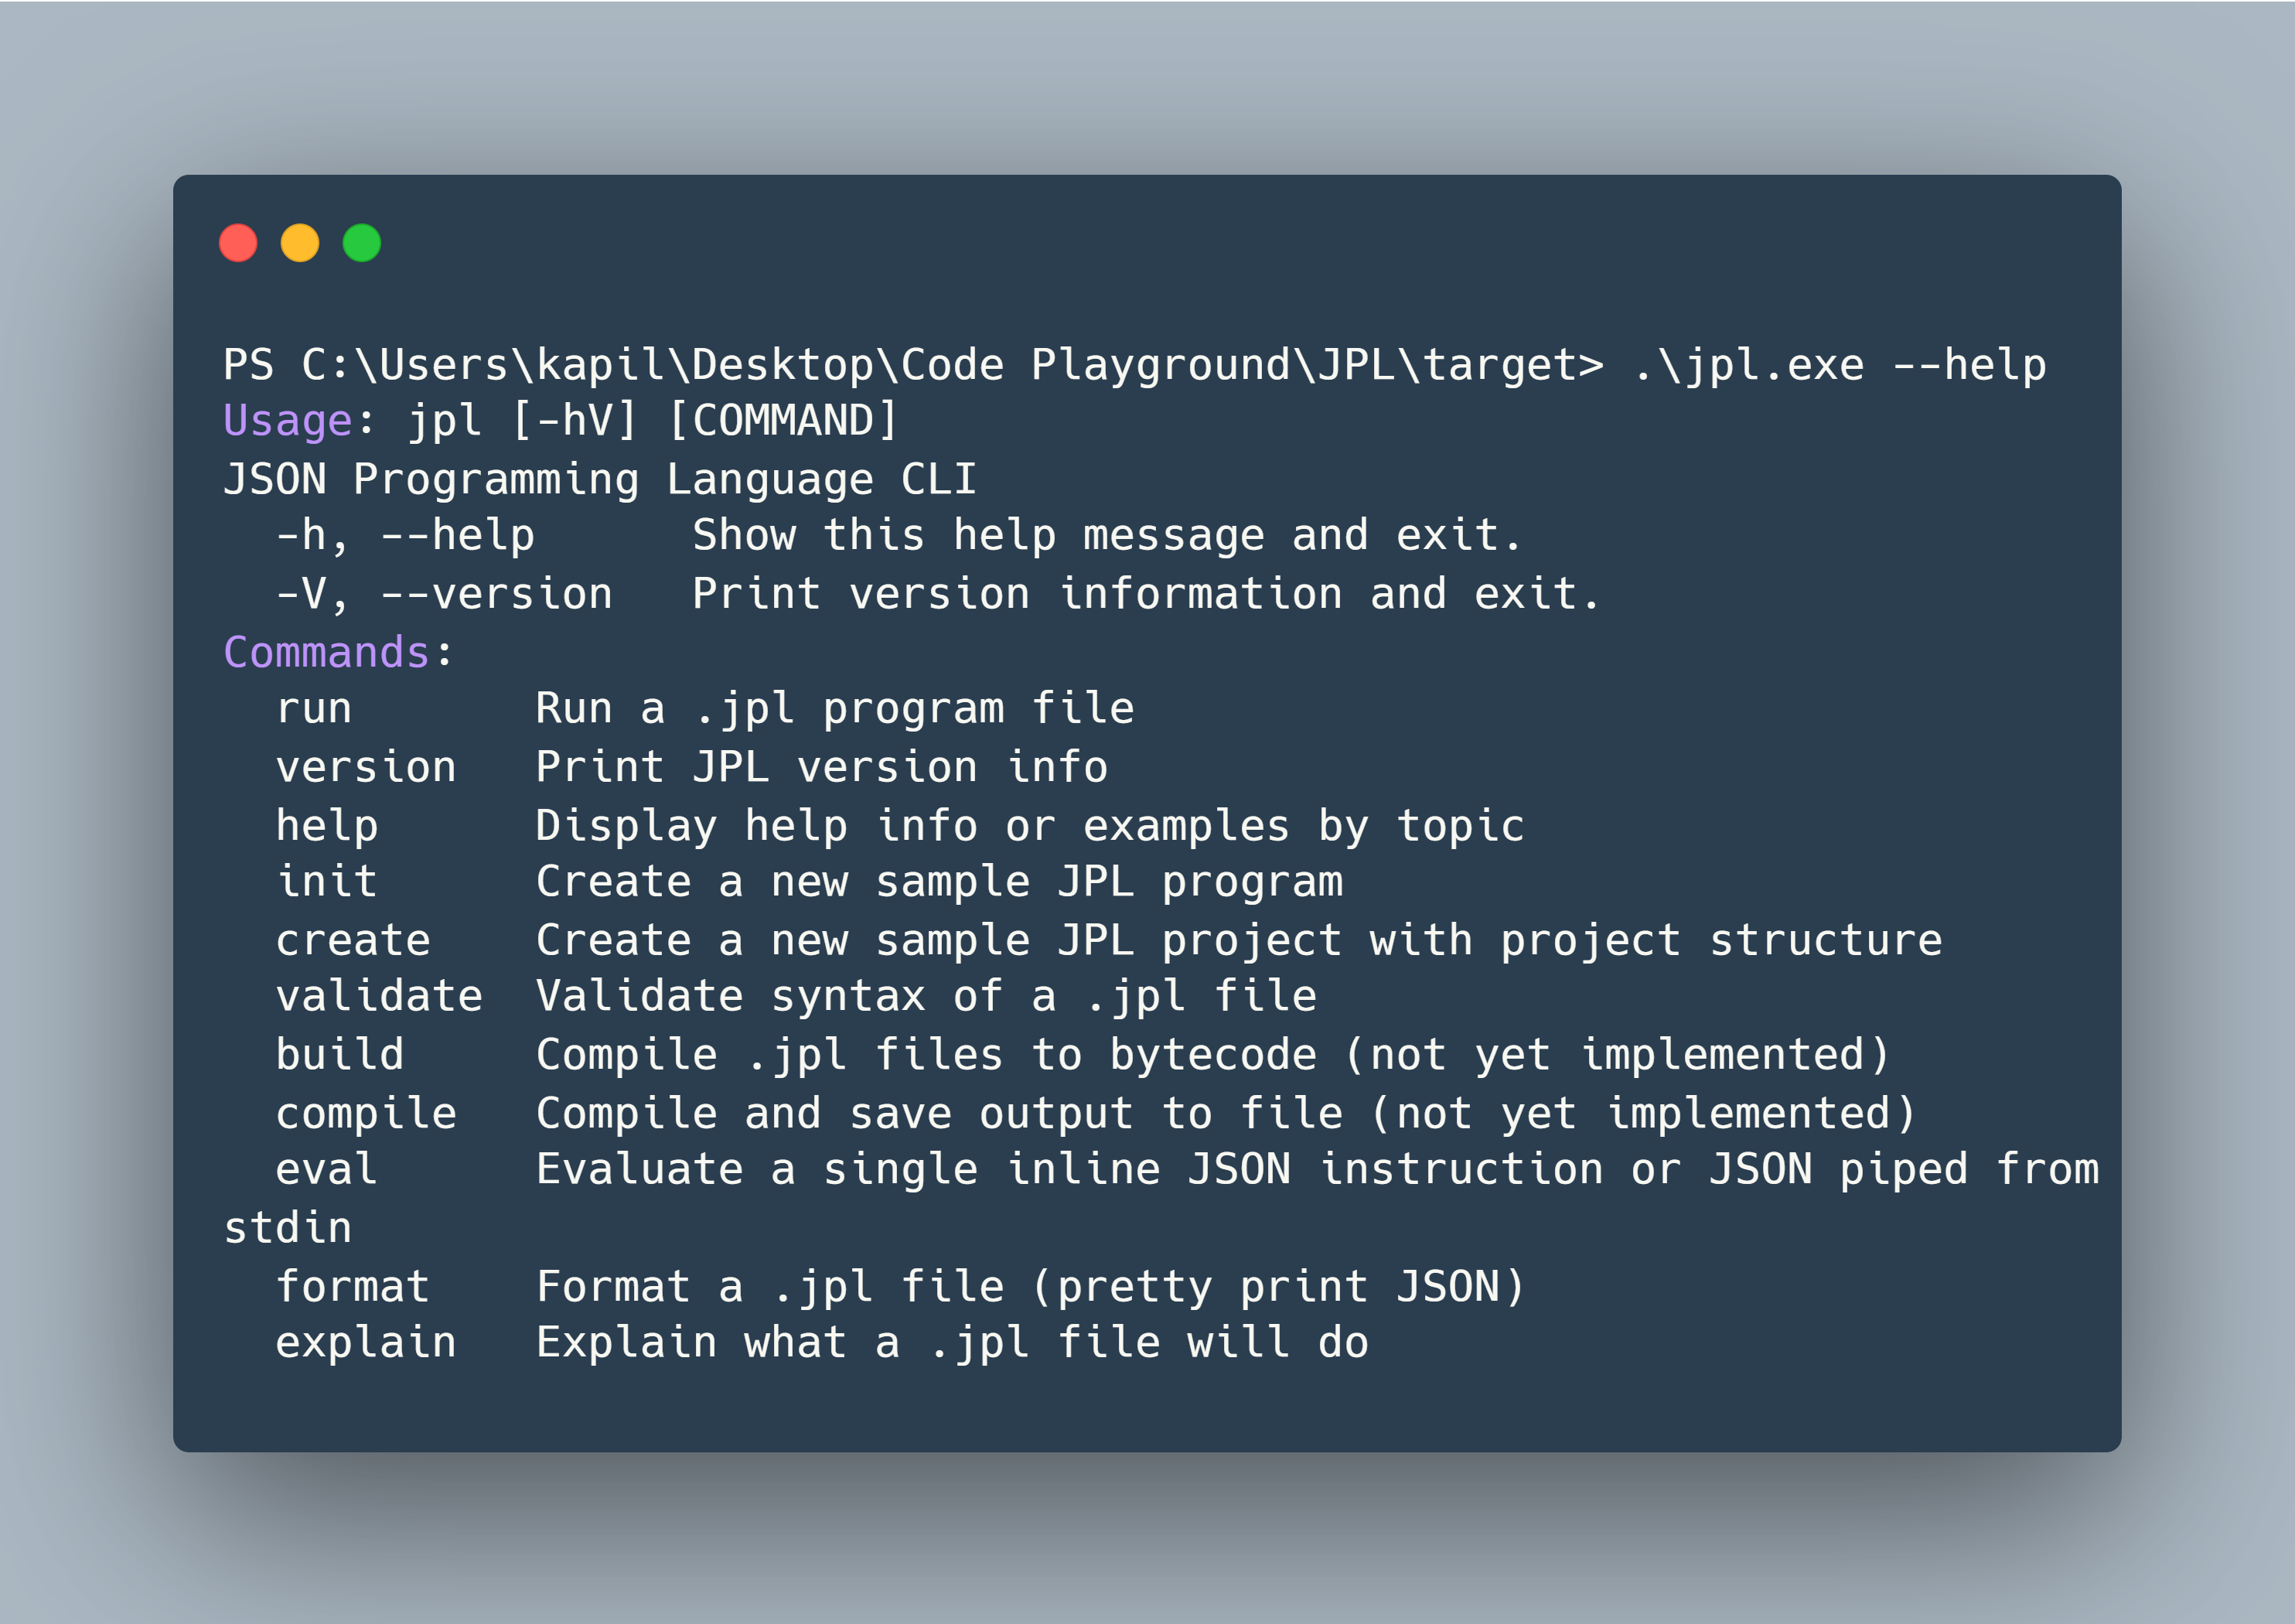 PS C:\Users\kapil\Desktop\Code Playground\JPL\target> .\jpl.exe --help
Usage: jpl [-hV] [COMMAND]
JSON Programming Language CLI
  -h, --help      Show this help message and exit.
  -V, --version   Print version information and exit.
Commands:
  run       Run a .jpl program file
  version   Print JPL version info
  help      Display help info or examples by topic
  init      Create a new sample JPL program
  create    Create a new sample JPL project with project structure
  validate  Validate syntax of a .jpl file
  build     Compile .jpl files to bytecode (not yet implemented)
  compile   Compile and save output to file (not yet implemented)
  eval      Evaluate a single inline JSON instruction or JSON piped from
stdin
  format    Format a .jpl file (pretty print JSON)
  explain   Explain what a .jpl file will do